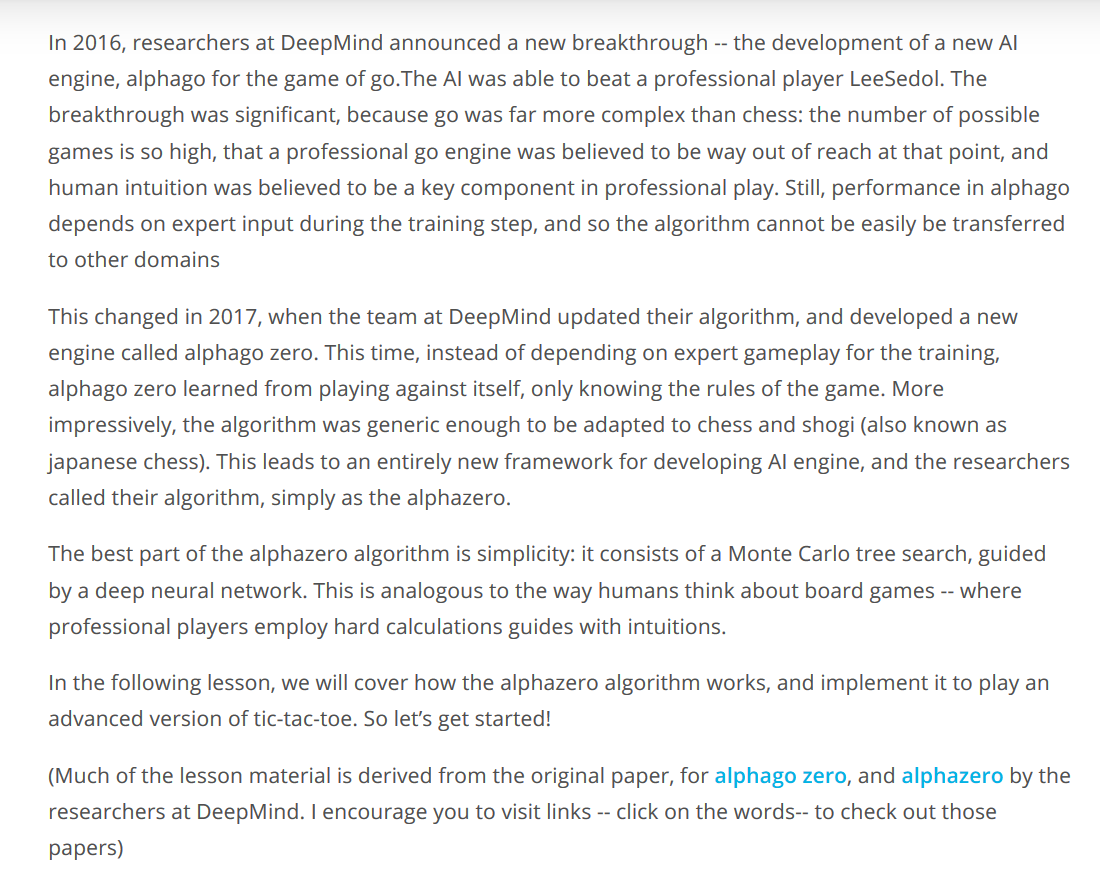 In 2016, researchers at DeepMind announced a new breakthrough -- the development of a new AI
engine, alphago for the game of go.The AI was able to beat a professional player LeeSedol. The
breakthrough was significant, because go was far more complex than chess: the number of possible
games is so high, that a professional go engine was believed to be way out of reach at that point, and
human intuition was believed to be a key component in professional play. Still, performance in alphago
depends on expert input during the training step, and so the algorithm cannot be easily be transferred
to other domains
This changed in 2017, when the team at DeepMind updated their algorithm, and developed a new
engine called alphago zero. This time, instead of depending on expert gameplay for the training,
alphago zero learned from playing against itself, only knowing the rules of the game. More
impressively, the algorithm was generic enough to be adapted to chess and shogi (also known as
japanese chess). This leads to an entirely new framework for developing AI engine, and the researchers
called their algorithm, simply as the alphazero.
The best part of the alphazero algorithm is simplicity: it consists of a Monte Carlo tree search, guided
by a deep neural network. This is analogous to the way humans think about board games -- where
professional players employ hard calculations guides with intuitions.
In the following lesson, we will cover how the alphazero algorithm works, and implement it to play an
advanced version of tic-tac-toe. So let’s get started!
(Much of the lesson material is derived from the original paper, for alphago zero, and alphazero by the
researchers at DeepMind. I encourage you to visit links -- click on the words-- to check out those
papers)